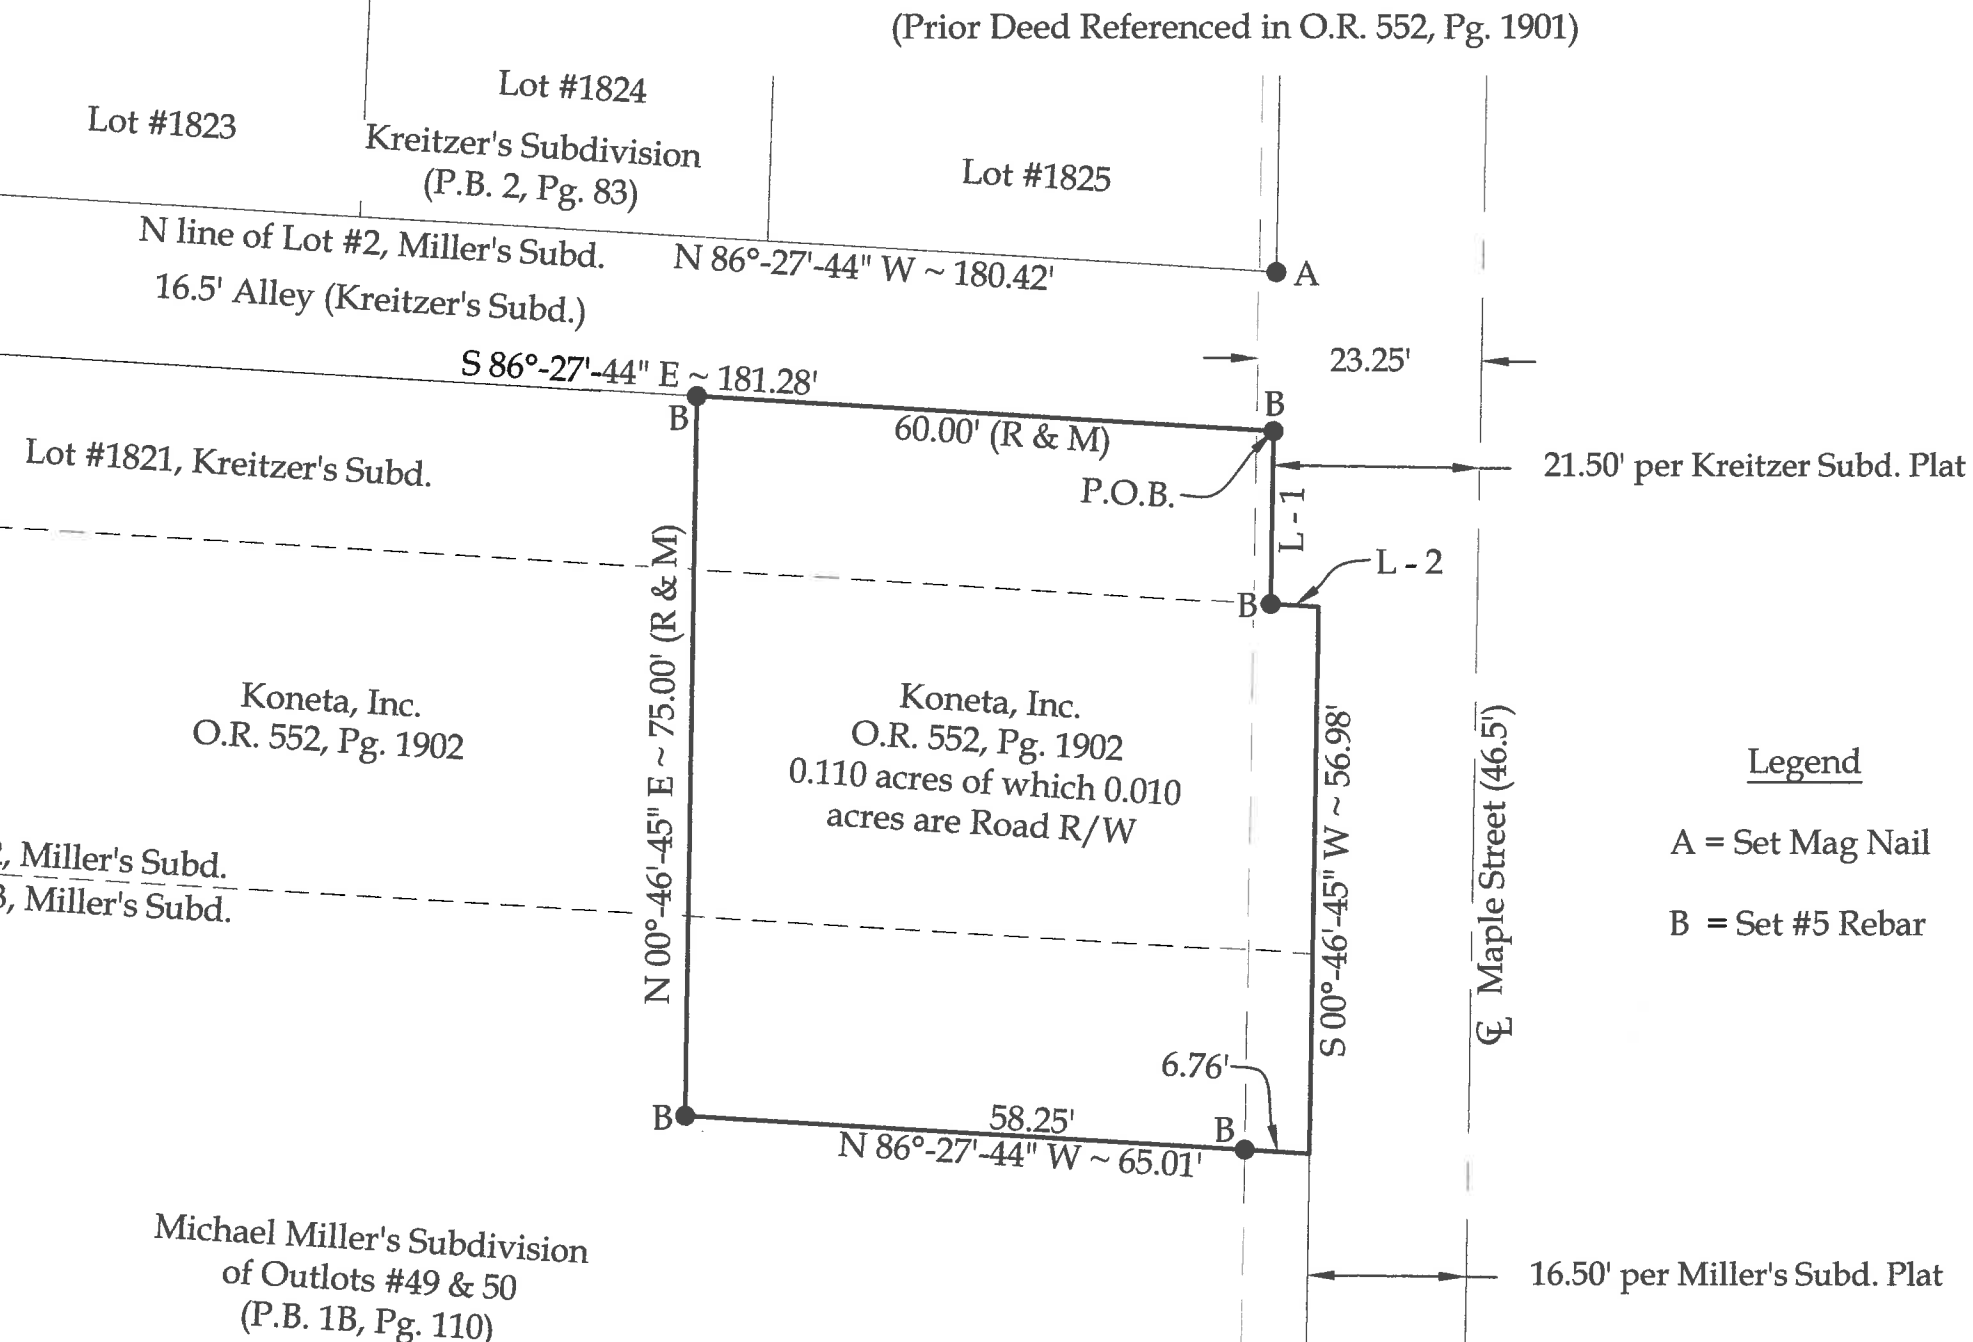 (Prior Deed Referenced in O.R. 552, Pg. 1901)
Lot #1823
Lot #1824
Kreitzer's Subdivision
(P.B. 2, Pg. 83)
Lot #1825
N line of Lot #2, Miller's Subd.
N 86°-27'-44" W ~ 180.42'
A
16.5' Alley (Kreitzer's Subd.)
S 86°-27'-44" E ~ 181.28'
23.25'
B
B
60.00' (R & M)
Lot #1821, Kreitzer's Subd.
P.O.B.
21.50' per Kreitzer Subd. Plat
L - 1
L - 2
B
N 00°-46'-45" E ~ 75.00' (R & M)
Koneta, Inc.
O.R. 552, Pg. 1902
Koneta, Inc.
O.R. 552, Pg. 1902
0.110 acres of which 0.010
acres are Road R/W
S 00°-46'-45" W ~ 56.98'
℄ Maple Street (46.5')
Legend
A = Set Mag Nail
B = Set #5 Rebar
, Miller's Subd.
3, Miller's Subd.
6.76'
B
58.25'
B
N 86°-27'-44" W ~ 65.01'
16.50' per Miller's Subd. Plat
Michael Miller's Subdivision
of Outlots #49 & 50
(P.B. 1B, Pg. 110)